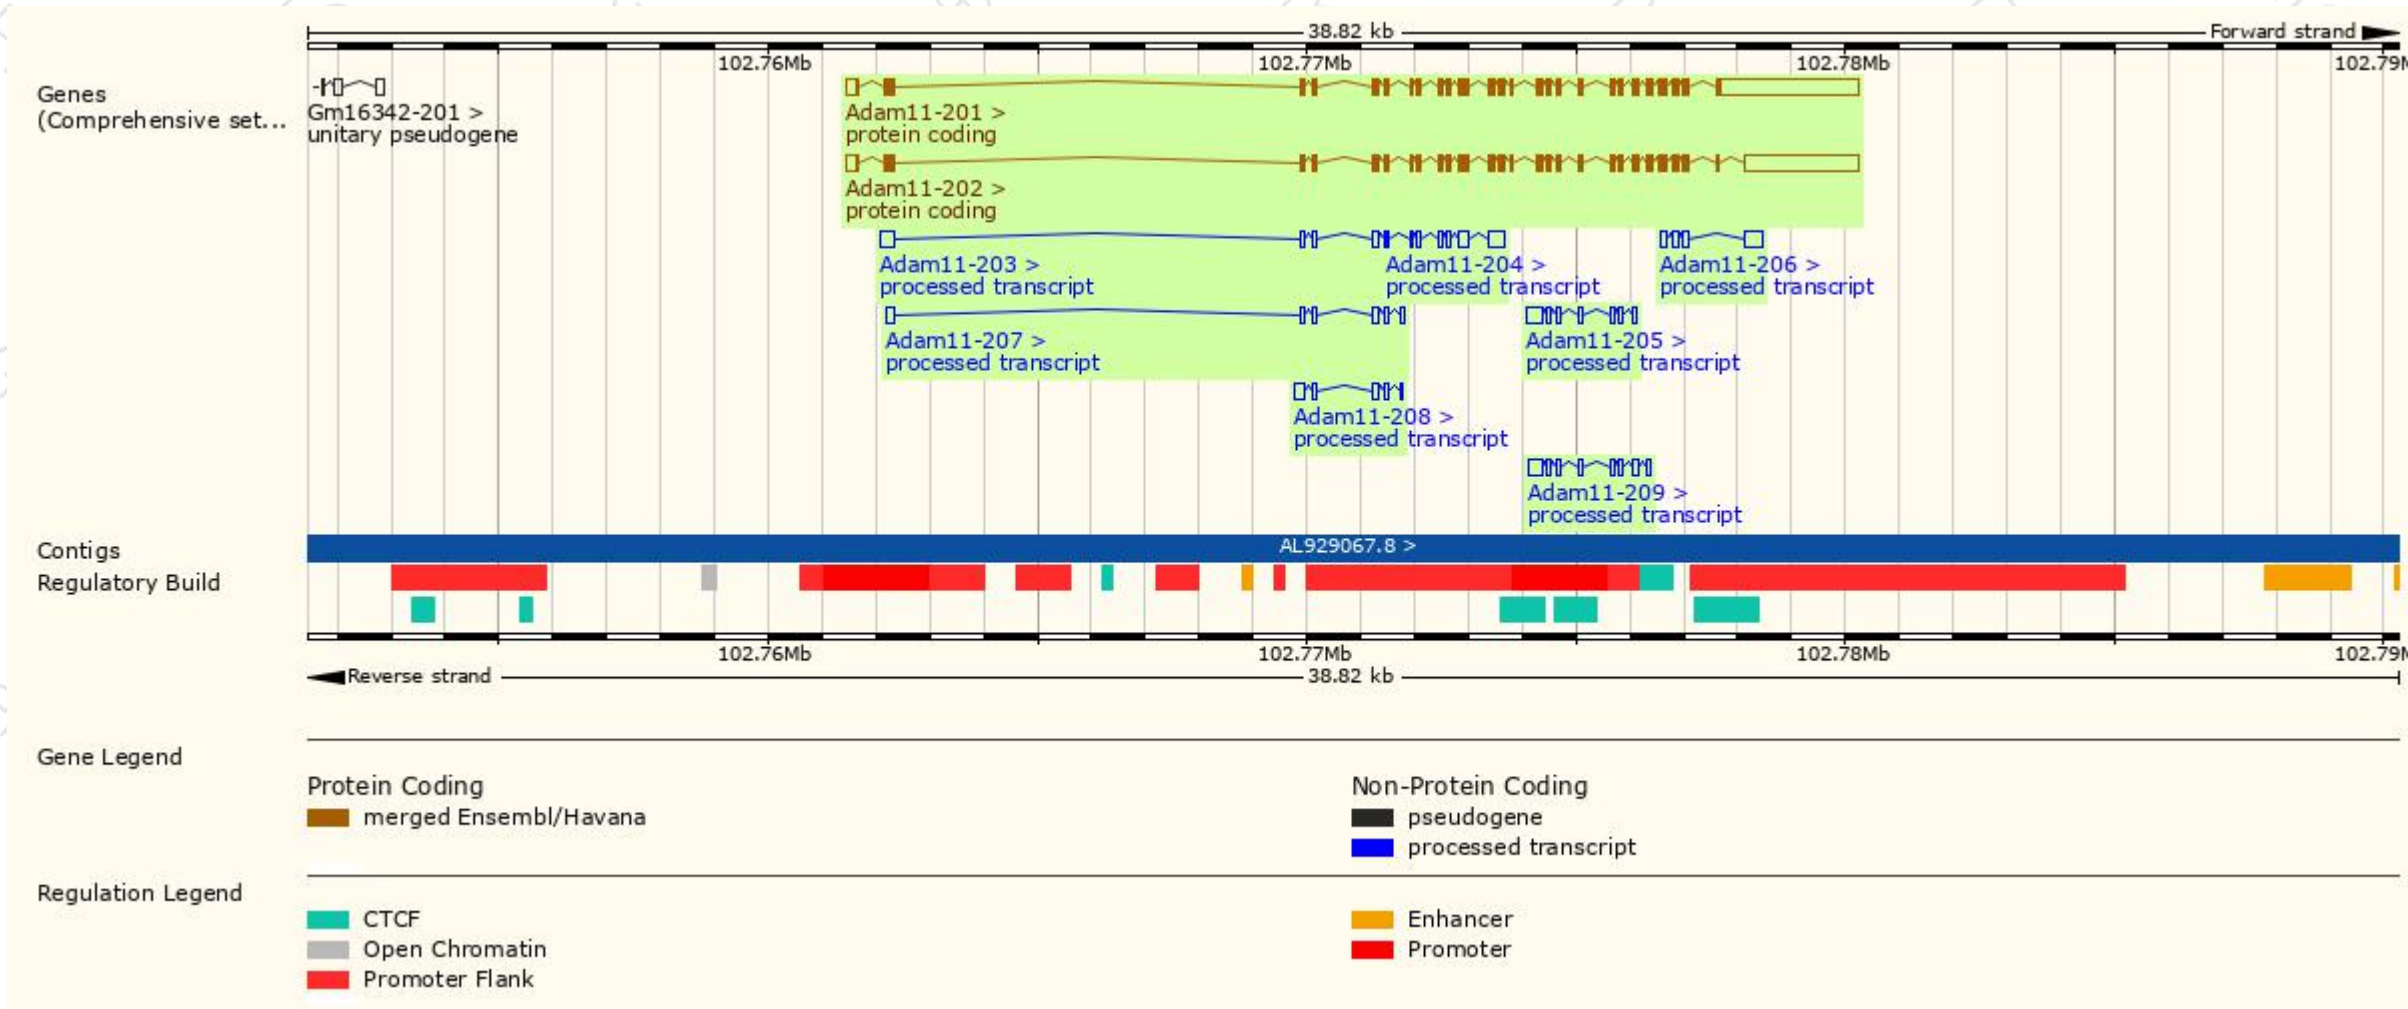 38.82 kb
Forward strand
102.76Mb
102.77Mb
102.78Mb
102.79M
Genes
(Comprehensive set...
Gm16342-201 >
unitary pseudogene
Adam11-201 >
protein coding
Adam11-202 >
protein coding
Adam11-203 >
processed transcript
Adam11-204 >
processed transcript
Adam11-206 >
processed transcript
Adam11-207 >
processed transcript
Adam11-205 >
processed transcript
Adam11-208 >
processed transcript
Adam11-209 >
processed transcript
Contigs
AL929067.8 >
Regulatory Build
102.76Mb
102.77Mb
102.78Mb
102.79M
Reverse strand
38.82 kb
Gene Legend
Protein Coding
merged Ensembl/Havana
Non-Protein Coding
pseudogene
processed transcript
Regulation Legend
CTCF
Open Chromatin
Promoter Flank
Enhancer
Promoter